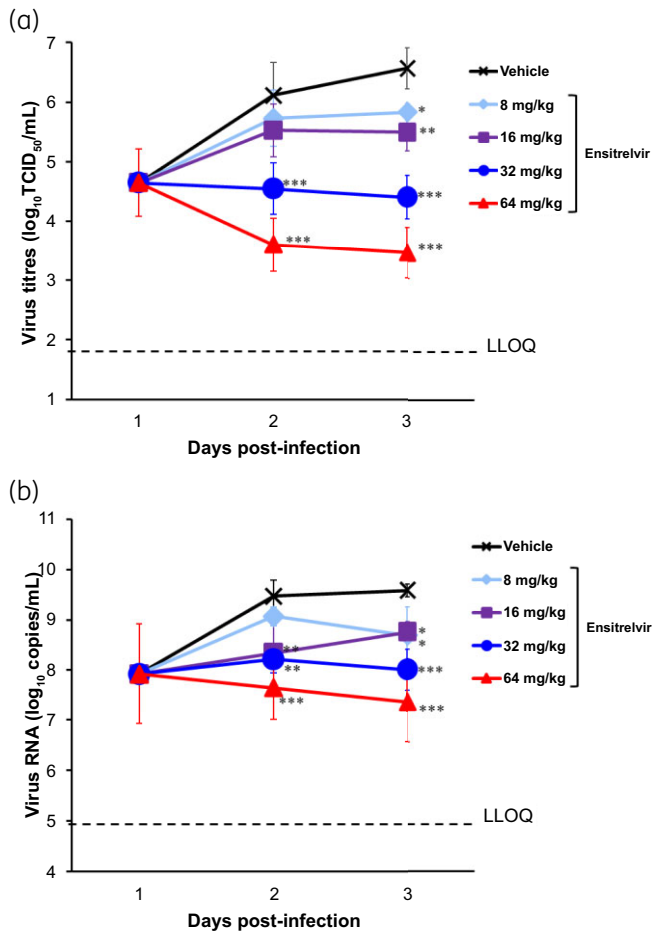 (a)
Virus titres (log10TCID50/mL)
7
6
5
4
3
2
1
*
**
***
***
***
***
LLOQ
1 2 3
Days post-infection
Vehicle
8 mg/kg
16 mg/kg
32 mg/kg
64 mg/kg
Ensitrelvir
(b)
Virus RNA (log10 copies/mL)
11
10
9
8
7
6
5
4
**
**
***
*
*
***
***
LLOQ
1 2 3
Days post-infection
Vehicle
8 mg/kg
16 mg/kg
32 mg/kg
64 mg/kg
Ensitrelvir